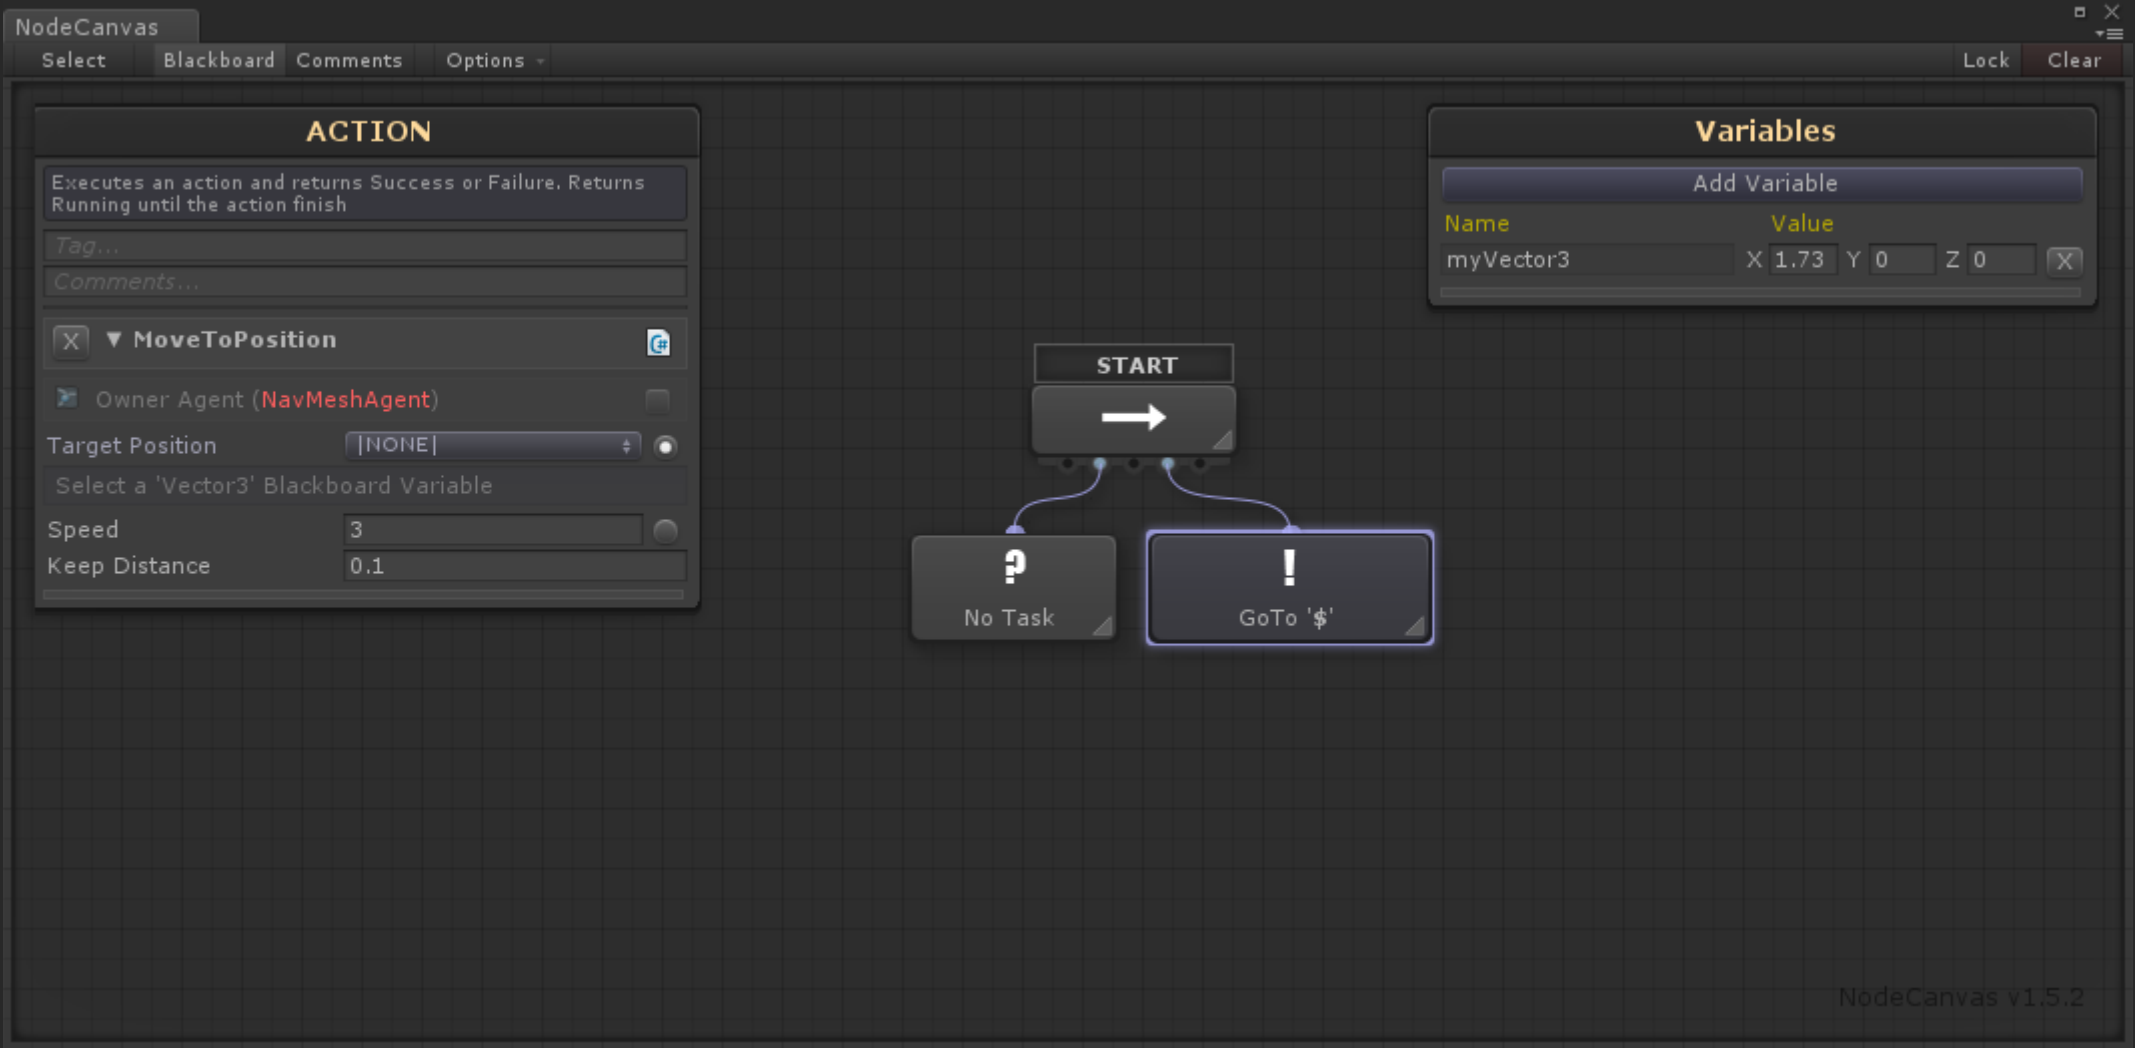 NodeCanvas
Select Blackboard Comments Options Lock Clear
ACTION
Executes an action and returns Success or Failure. Returns
Running until the action finish
Tag...
Comments...
X ▼ MoveToPosition C#
Owner Agent (NavMeshAgent)
Target Position |NONE|
Select a 'Vector3' Blackboard Variable
Speed 3
Keep Distance 0.1
START
?
No Task
!
GoTo '$'
Variables
Add Variable
Name Value
myVector3 X 1.73 Y 0 Z 0 X
NodeCanvas v1.5.2